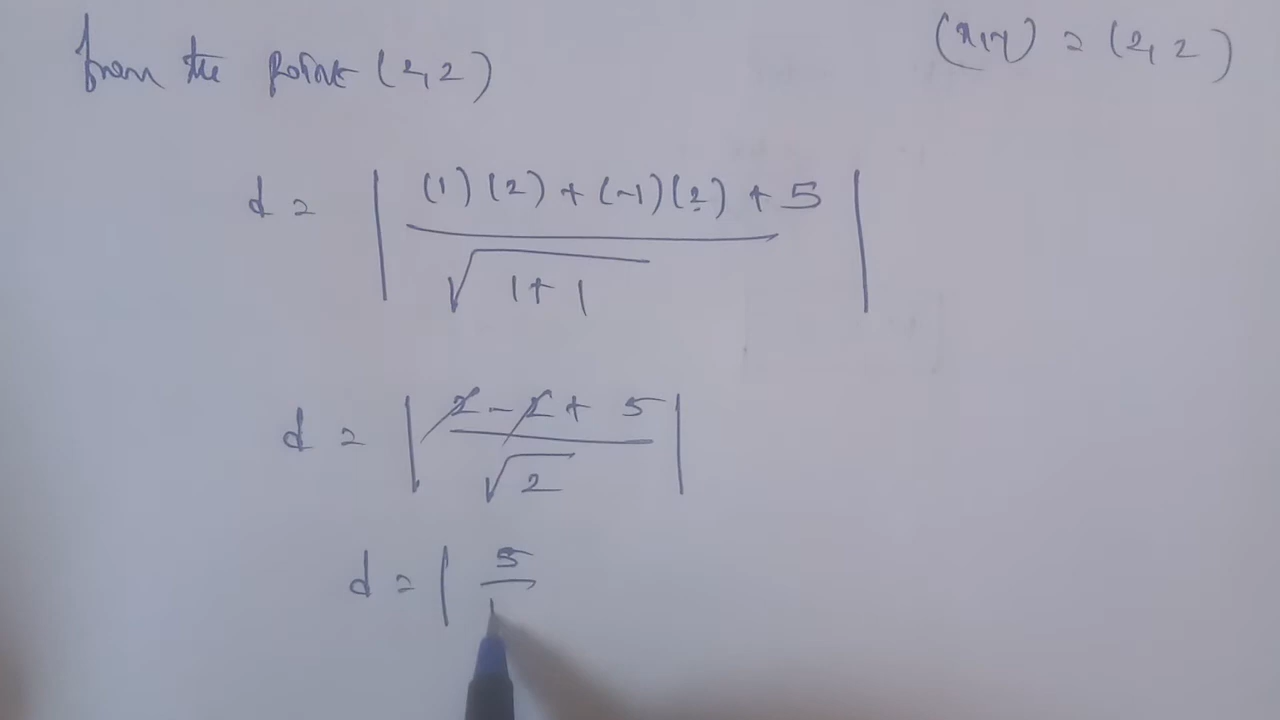 from the point (2, 2)
(x, y) = (2, 2)
d = | (1)(2) + (-1)(2) + 5 / √1+1 |
d = | 2 - 2 + 5 / √2 |
d = | 5